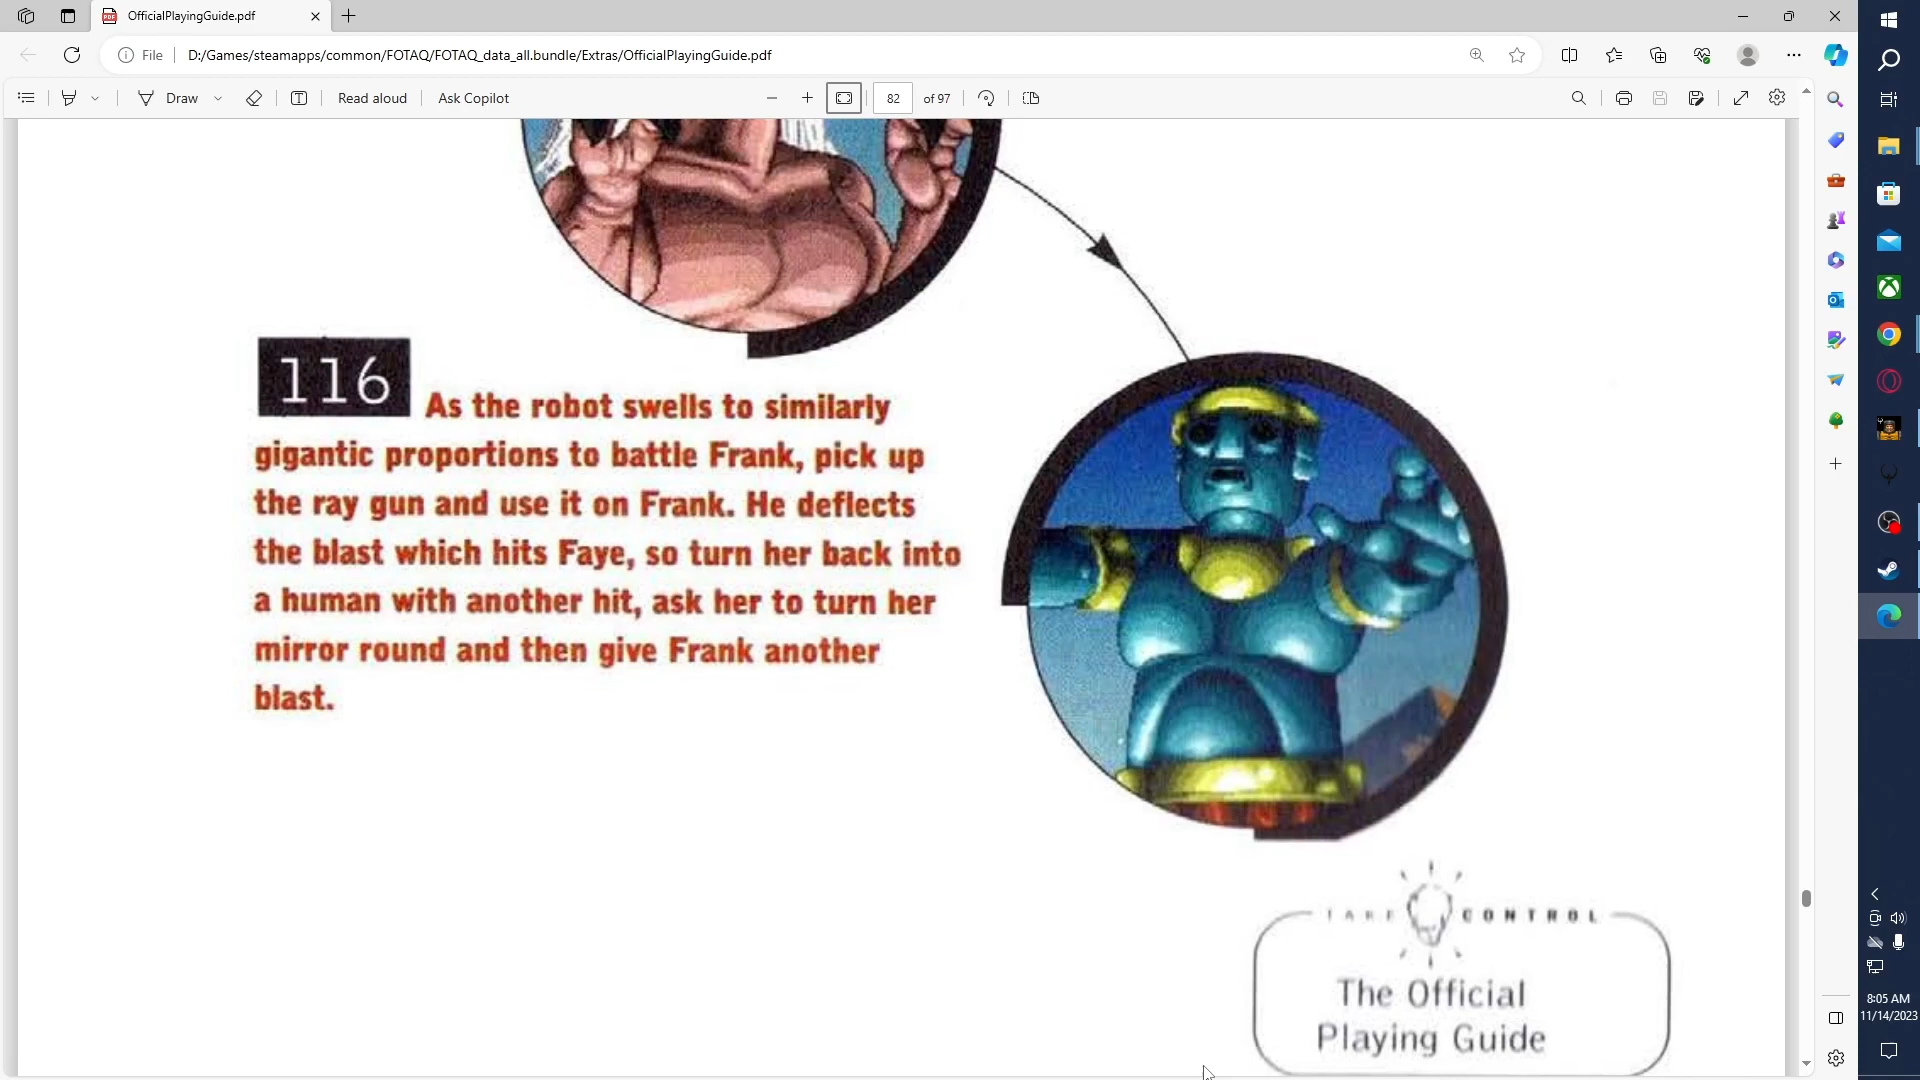 OfficialPlayingGuide.pdf
File
D:/Games/steamapps/common/FOTAQ/FOTAQ_data_all.bundle/Extras/OfficialPlayingGuide.pdf
Draw
Read aloud
Ask Copilot
82
of 97
116
As the robot swells to similarly
gigantic proportions to battle Frank, pick up
the ray gun and use it on Frank. He deflects
the blast which hits Faye, so turn her back into
a human with another hit, ask her to turn her
mirror round and then give Frank another
blast.
TAKE CONTROL
The Official
Playing Guide
8:05 AM
11/14/2023